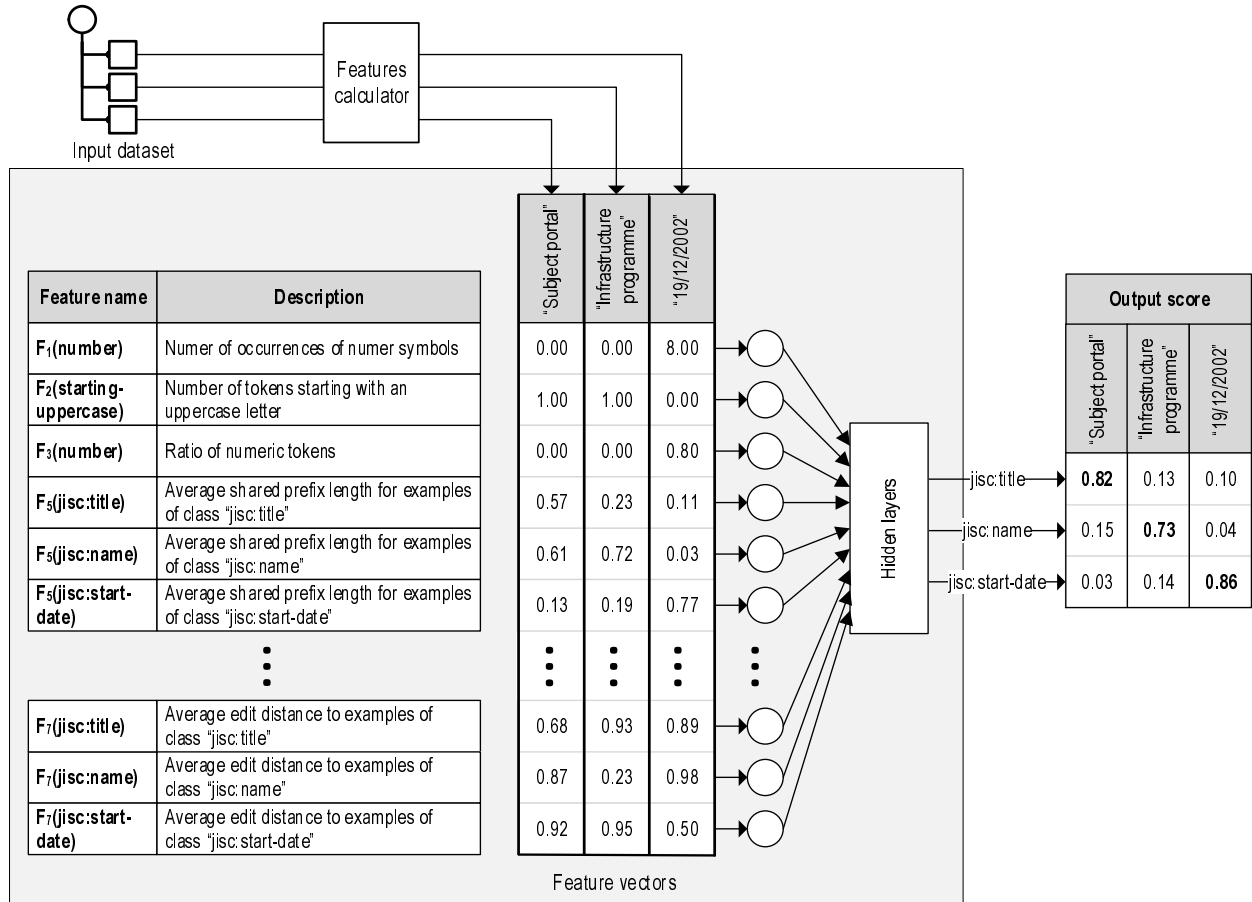 Features
calculator
Input dataset
"Subject portal"
"Infrastructure
programme"
"19/12/2002"
Feature name Description
F₁(number) Numer of occurrences of numer symbols 0.00 0.00 8.00
F₂(starting-
uppercase)
Number of tokens starting with an
uppercase letter
1.00 1.00 0.00
F₃(number) Ratio of numeric tokens 0.00 0.00 0.80
F₅(jisc:title)
Average shared prefix length for examples
of class "jisc:title"
0.57 0.23 0.11
F₅(jisc:name)
Average shared prefix length for examples
of class "jisc:name"
0.61 0.72 0.03
F₅(jisc:start-
date)
Average shared prefix length for examples
of class "jisc:start-date"
0.13 0.19 0.77
F₇(jisc:title)
Average edit distance to examples of
class "jisc:title"
0.68 0.93 0.89
F₇(jisc:name)
Average edit distance to examples of
class "jisc:name"
0.87 0.23 0.98
F₇(jisc:start-
date)
Average edit distance to examples of
class "jisc:start-date"
0.92 0.95 0.50
Feature vectors
Hidden layers
jisc:title
jisc:name
jisc:start-date
Output score
"Subject portal"
"Infrastructure
programme"
"19/12/2002"
0.82 0.13 0.10
0.15 0.73 0.04
0.03 0.14 0.86